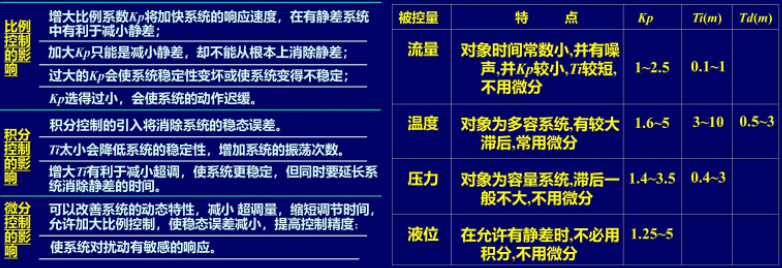 比例控制的影响
增大比例系数Kp将加快系统的响应速度，在有静差系统
中有利于减小静差；
加大Kp只能是减小静差，却不能从根本上消除静差；
过大的Kp会使系统稳定性变坏或使系统变得不稳定；
Kp选得过小，会使系统的动作迟缓。
积分控制的影响
积分控制的引入将消除系统的稳态误差。
Ti太小会降低系统的稳定性，增加系统的振荡次数。
增大Ti有利于减小超调，使系统更稳定，但同时要延长系
统消除静差的时间。
微分控制的影响
可以改善系统的动态特性，减小 超调量，缩短调节时间，
允许加大比例控制，使稳态误差减小，提高控制精度：
使系统对扰动有敏感的响应。
被控量 特 点 Kp Ti(m) Td(m)
流量 对象时间常数小,并有噪 1~2.5 0.1~1
声,并Kp较小,Ti较短,
不用微分
温度 对象为多容系统,有较大 1.6~5 3~10 0.5~3
滞后,常用微分
压力 对象为容量系统,滞后一 1.4~3.5 0.4~3
般不大,不用微分
液位 在允许有静差时,不必用 1.25~5
积分,不用微分